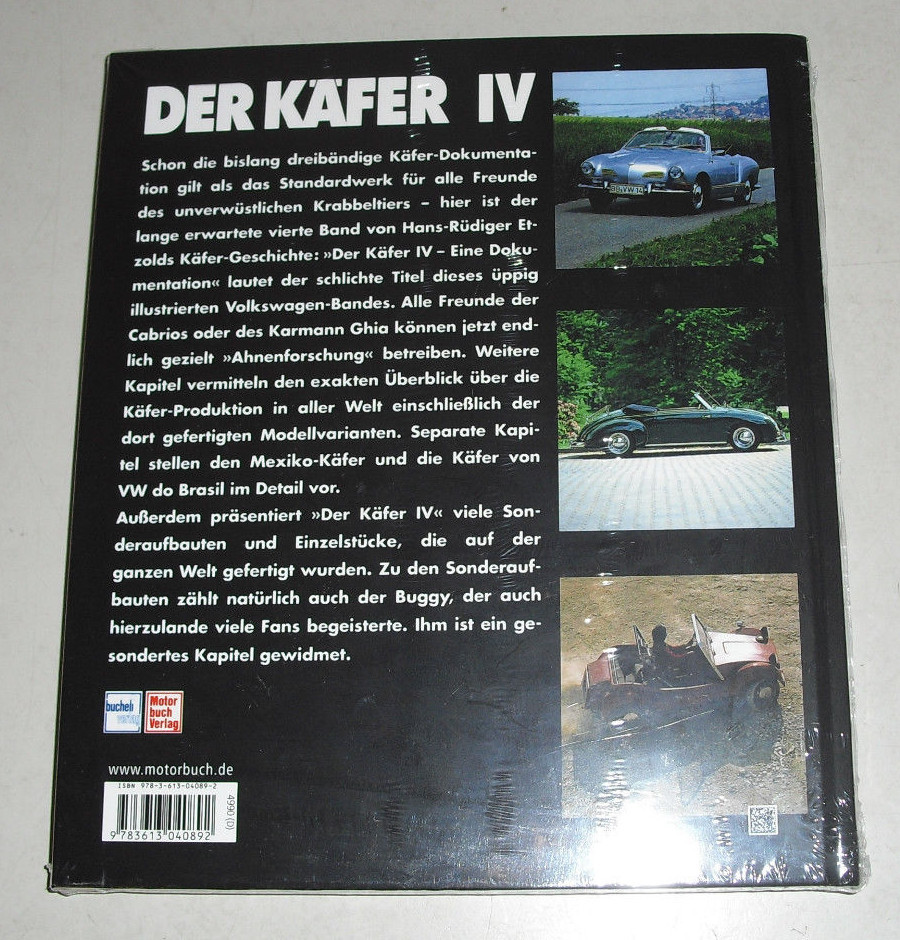 DER KÄFER IV
Schon die bislang dreibändige Käfer-Dokumenta-
tion gilt als das Standardwerk für alle Freunde
des unverwüstlichen Krabbeltiers – hier ist der
lange erwartete vierte Band von Hans-Rüdiger Et-
zolds Käfer-Geschichte: »Der Käfer IV – Eine Doku-
mentation« lautet der schlichte Titel dieses üppig
illustrierten Volkswagen-Bandes. Alle Freunde der
Cabrios oder des Karmann Ghia können jetzt end-
lich gezielt »Ahnenforschung« betreiben. Weitere
Kapitel vermitteln den exakten Überblick über die
Käfer-Produktion in aller Welt einschließlich der
dort gefertigten Modellvarianten. Separate Kapi-
tel stellen den Mexiko-Käfer und die Käfer von
VW do Brasil im Detail vor.
Außerdem präsentiert »Der Käfer IV« viele Son-
deraufbauten und Einzelstücke, die auf der
ganzen Welt gefertigt wurden. Zu den Sonderauf-
bauten zählt natürlich auch der Buggy, der auch
hierzulande viele Fans begeisterte. Ihm ist ein ge-
sondertes Kapitel gewidmet.
bucheli
verlag
Motor
buch
Verlag
www.motorbuch.de
ISBN 978-3-613-04089-2
9 783613 040892
4990 (D)
BB VW 14